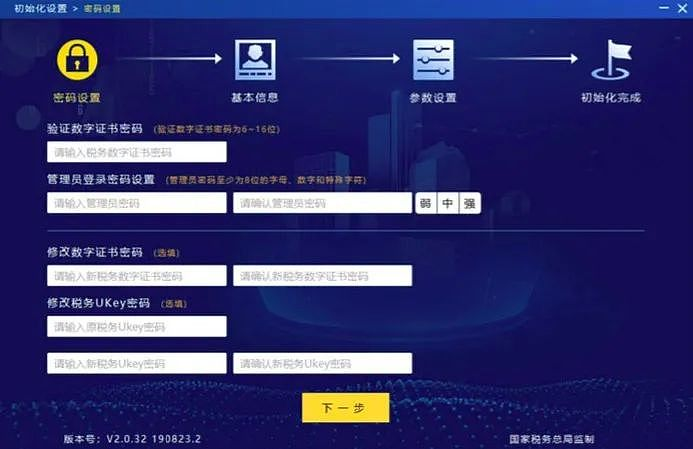 初始化设置 > 密码设置
密码设置
基本信息
参数设置
初始化完成
验证数字证书密码 (验证数字证书密码为6~16位)
请输入税务数字证书密码
管理员登录密码设置 (管理员密码至少为8位的字母、数字和特殊字符)
请输入管理员密码 请确认管理员密码 弱 中 强
修改数字证书密码 (选填)
请输入新税务数字证书密码 请确认新税务数字证书密码
修改税务UKey密码 (选填)
请输入原税务Ukey密码
请输入新税务Ukey密码 请确认新税务Ukey密码
下一步
版本号：V2.0.32 190823.2 国家税务总局监制